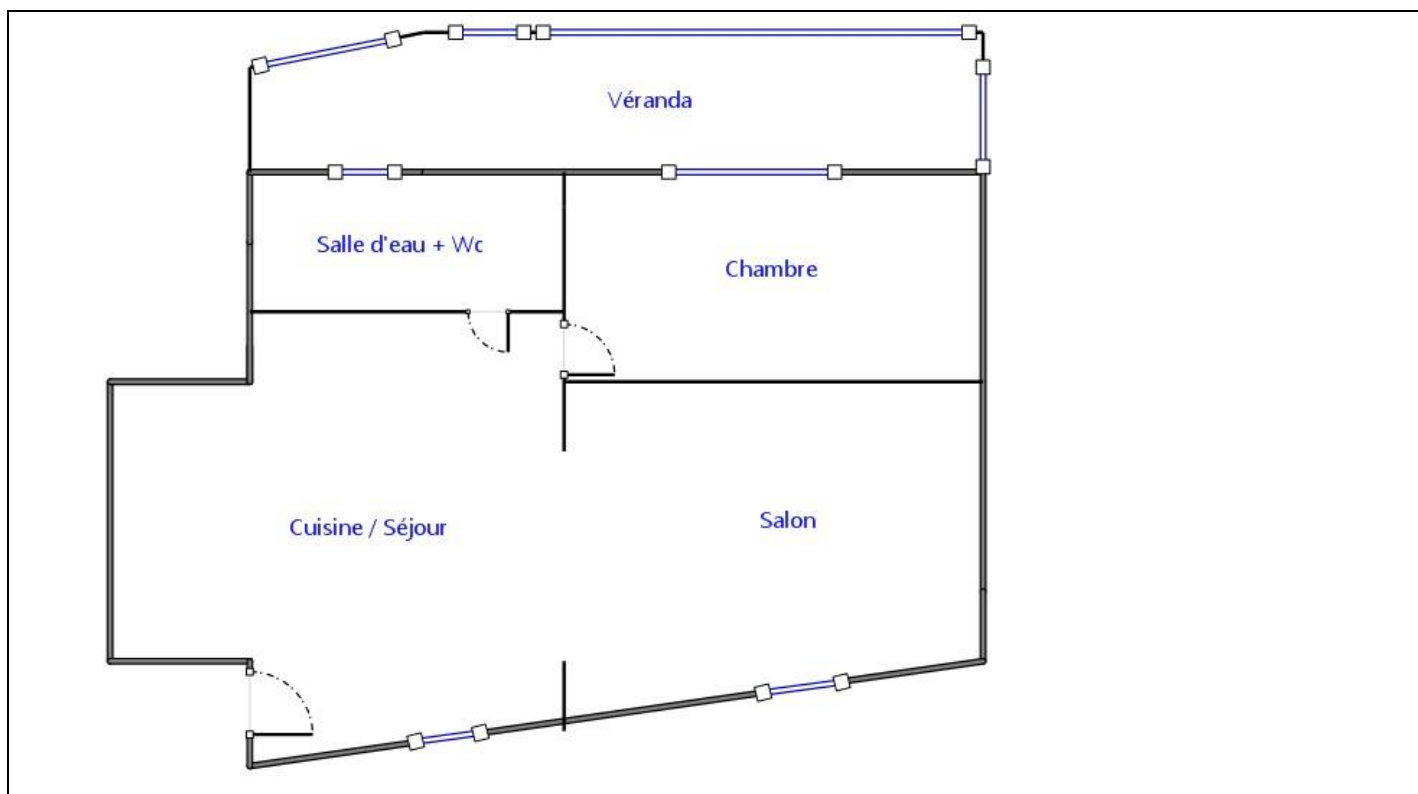 Véranda
Salle d'eau + Wc
Chambre
Salon
Cuisine / Séjour